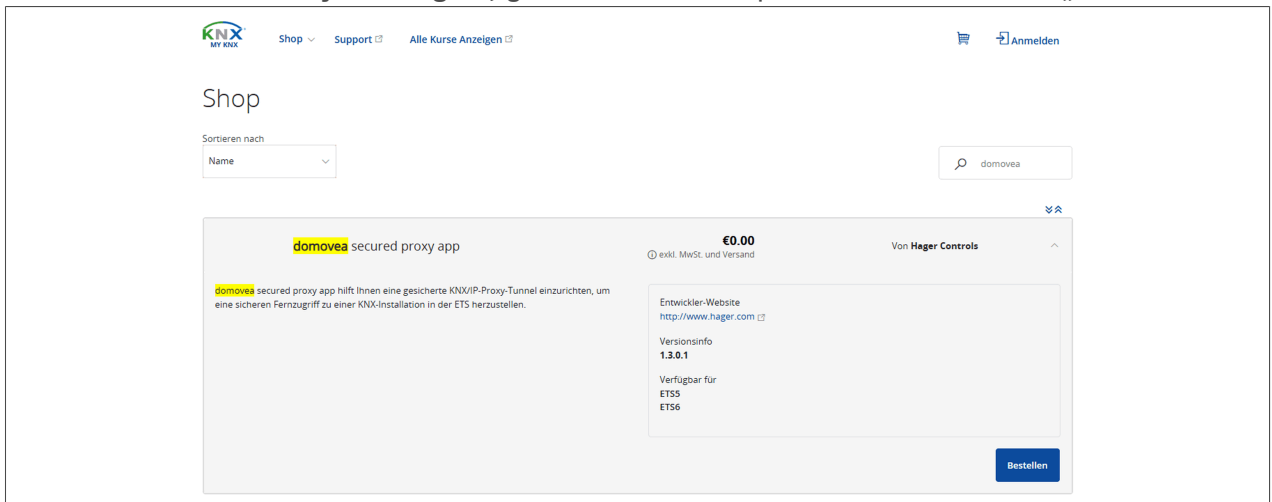 KNX
MY KNX
Shop
Support
Alle Kurse Anzeigen
Anmelden
Shop
Sortieren nach
Name
domovea
domovea secured proxy app
€0.00
exkl. MwSt. und Versand
Von Hager Controls
domovea secured proxy app hilft Ihnen eine gesicherte KNX/IP-Proxy-Tunnel einzurichten, um
eine sicheren Fernzugriff zu einer KNX-Installation in der ETS herzustellen.
Entwickler-Website
http://www.hager.com
Versionsinfo
1.3.0.1
Verfügbar für
ETS5
ETS6
Bestellen